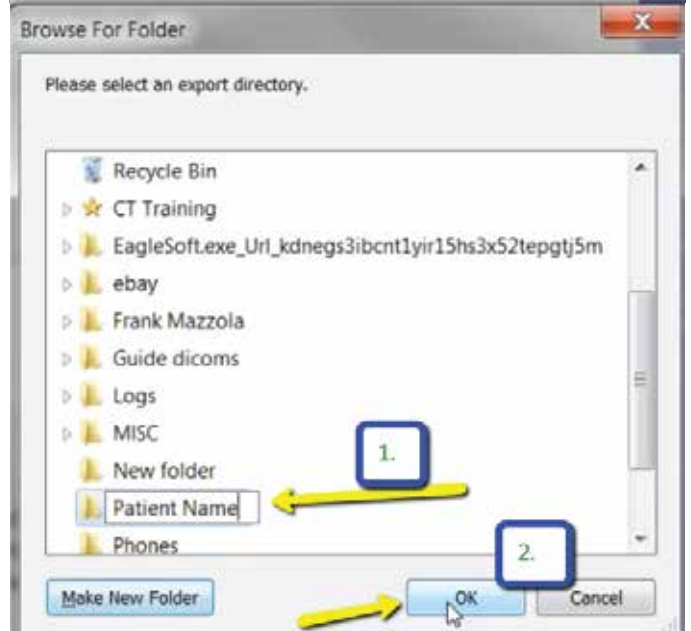 Browse For Folder
X
Please select an export directory.
Recycle Bin
CT Training
EagleSoft.exe_Url_kdnegs3ibcnt1yir15hs3x52tepgtj5m
ebay
Frank Mazzola
Guide dicoms
Logs
MISC
1.
New folder
Patient Name
Phones
2.
Make New Folder
OK
Cancel